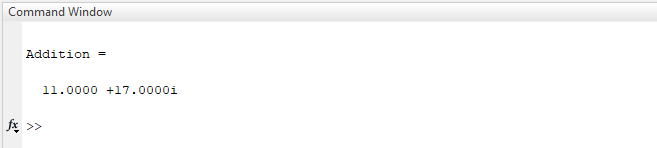 Command Window
Addition =
11.0000 +17.0000i
fx >>